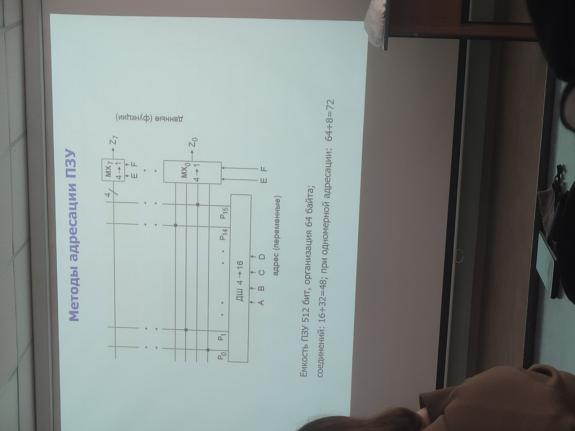 Методы адресации ПЗУ
данные (функции)
MX₇ → Z₇
4→1
E F
4
MX₀ → Z₀
4→1
E F
P₀ P₁ · · P₁₄ P₁₅
ДШ 4→16
A B C D
адрес (переменные)
Емкость ПЗУ 512 бит, организация 64 байта;
соединений: 16+32=48; при одномерной адресации: 64+8=72